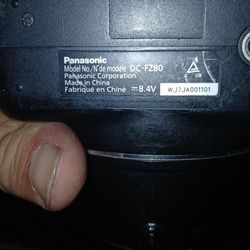 Panasonic
Model No./N˚de modèle DC-FZ80
Panasonic Corporation
Made in China
Fabriqué en Chine ⎓8.4V WJ7JA001101